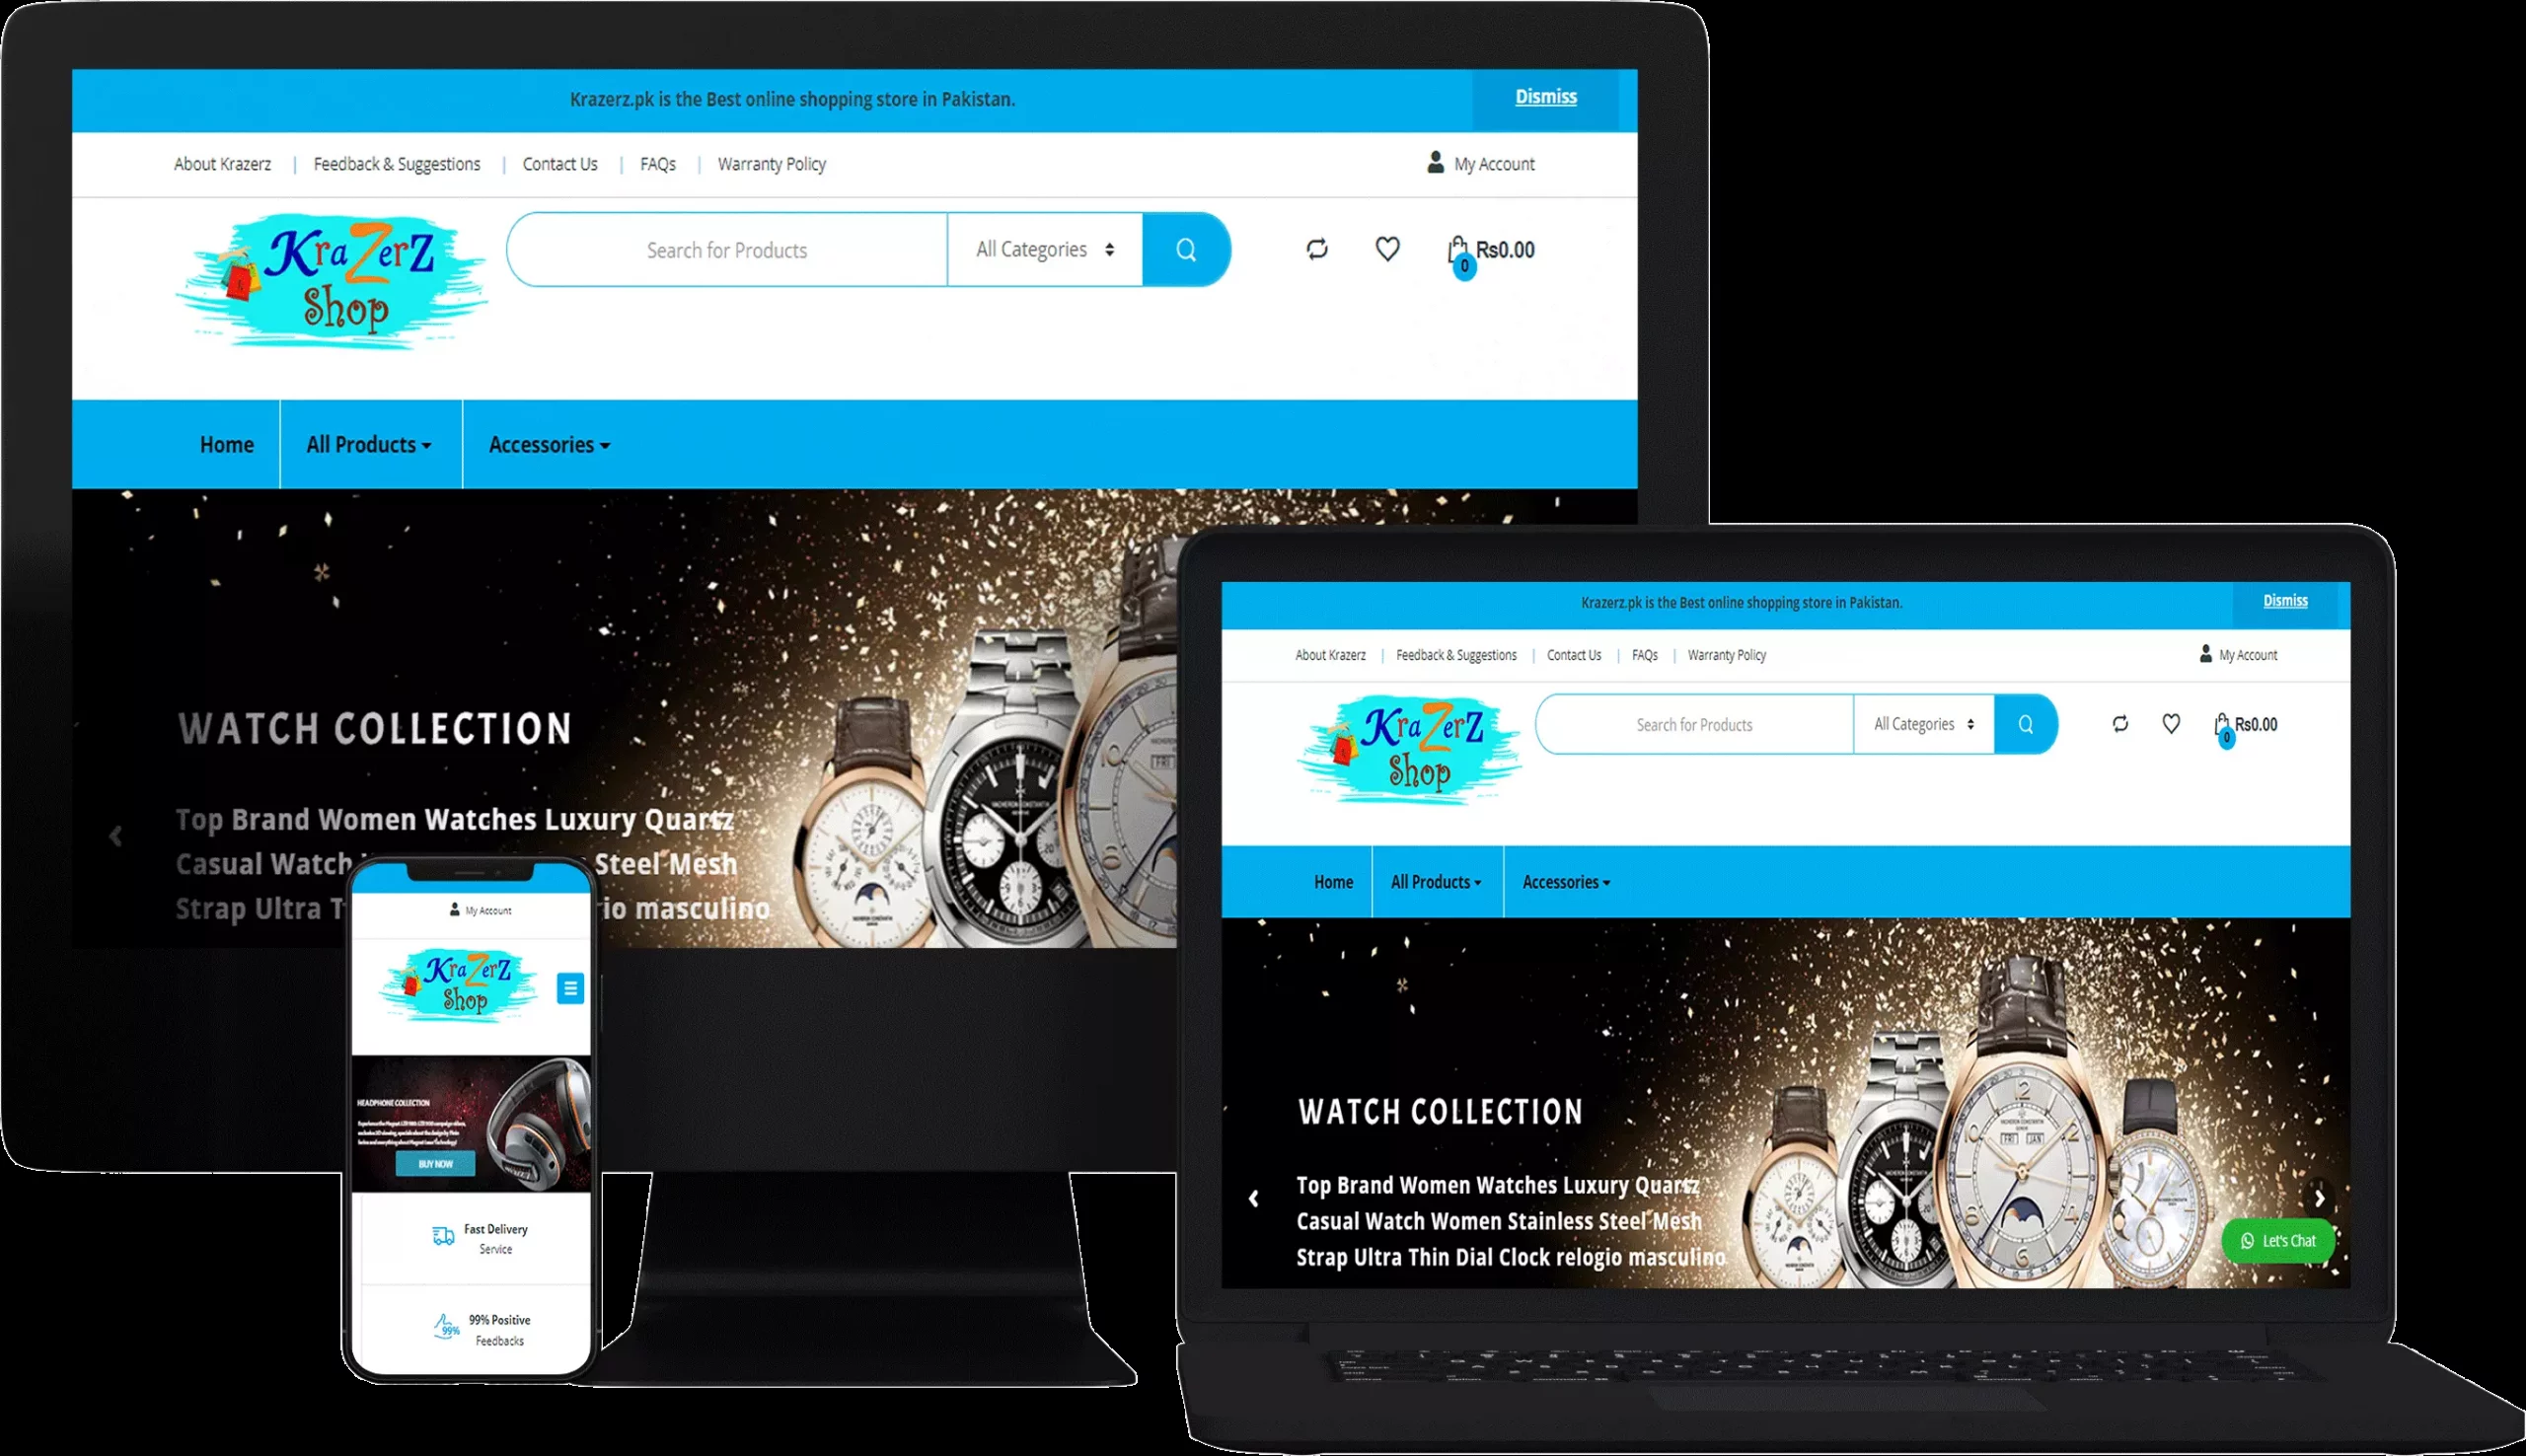 Krazerz.pk is the Best online shopping store in Pakistan.
Dismiss
About Krazerz | Feedback & Suggestions | Contact Us | FAQs | Warranty Policy
My Account
KraZerZ
Shop
Search for Products
All Categories
0
Rs0.00
Home
All Products
Accessories
WATCH COLLECTION
Top Brand Women Watches Luxury Quartz
Casual Watch Steel Mesh
Strap Ultra io masculino
My Account
KraZerZ
Shop
HEADPHONE COLLECTION
BUY NOW
Fast Delivery
Service
99%
99% Positive
Feedbacks
Krazerz.pk is the Best online shopping store in Pakistan.
Dismiss
About Krazerz | Feedback & Suggestions | Contact Us | FAQs | Warranty Policy
My Account
KraZerZ
Shop
Search for Products
All Categories
0
Rs0.00
Home
All Products
Accessories
WATCH COLLECTION
Top Brand Women Watches Luxury Quartz
Casual Watch Women Stainless Steel Mesh
Strap Ultra Thin Dial Clock relogio masculino
Let's Chat